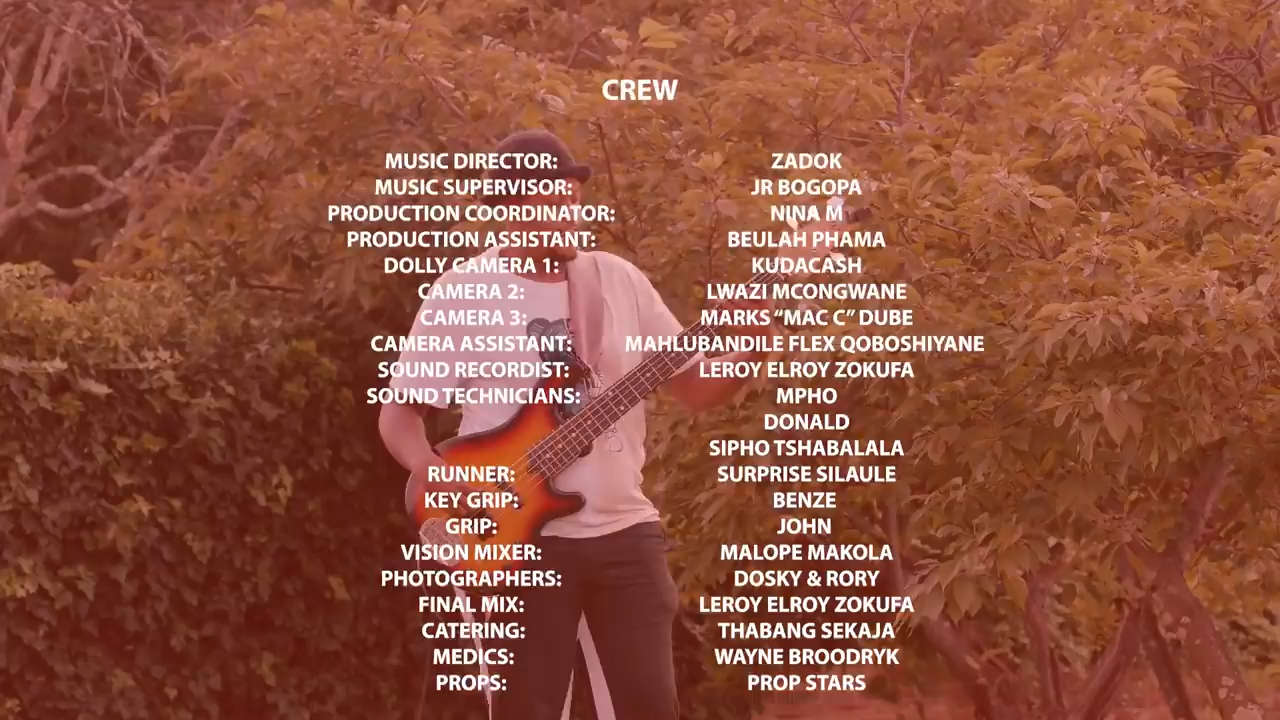 CREW
MUSIC DIRECTOR: ZADOK
MUSIC SUPERVISOR: JR BOGOPA
PRODUCTION COORDINATOR: NINA M
PRODUCTION ASSISTANT: BEULAH PHAMA
DOLLY CAMERA 1: KUDACASH
CAMERA 2: LWAZI MCONGWANE
CAMERA 3: MARKS “MAC C” DUBE
CAMERA ASSISTANT: MAHLUBANDILE FLEX QOBOSHIYANE
SOUND RECORDIST: LEROY ELROY ZOKUFA
SOUND TECHNICIANS: MPHO
DONALD
SIPHO TSHABALALA
RUNNER: SURPRISE SILAULE
KEY GRIP: BENZE
GRIP: JOHN
VISION MIXER: MALOPE MAKOLA
PHOTOGRAPHERS: DOSKY & RORY
FINAL MIX: LEROY ELROY ZOKUFA
CATERING: THABANG SEKAJA
MEDICS: WAYNE BROODRYK
PROPS: PROP STARS